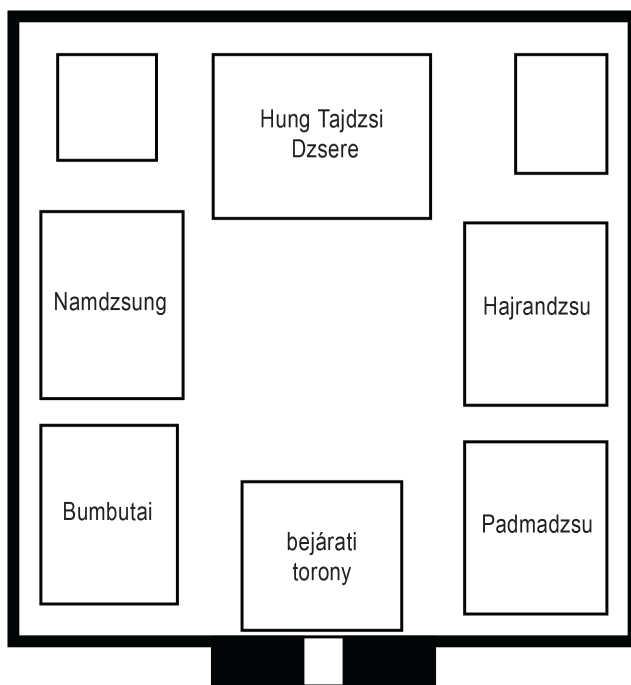 Hung Tajdzsi
Dzsere
Namdzsung
Hajrandzsu
Bumbutai
Padmadzsu
bejárati
torony